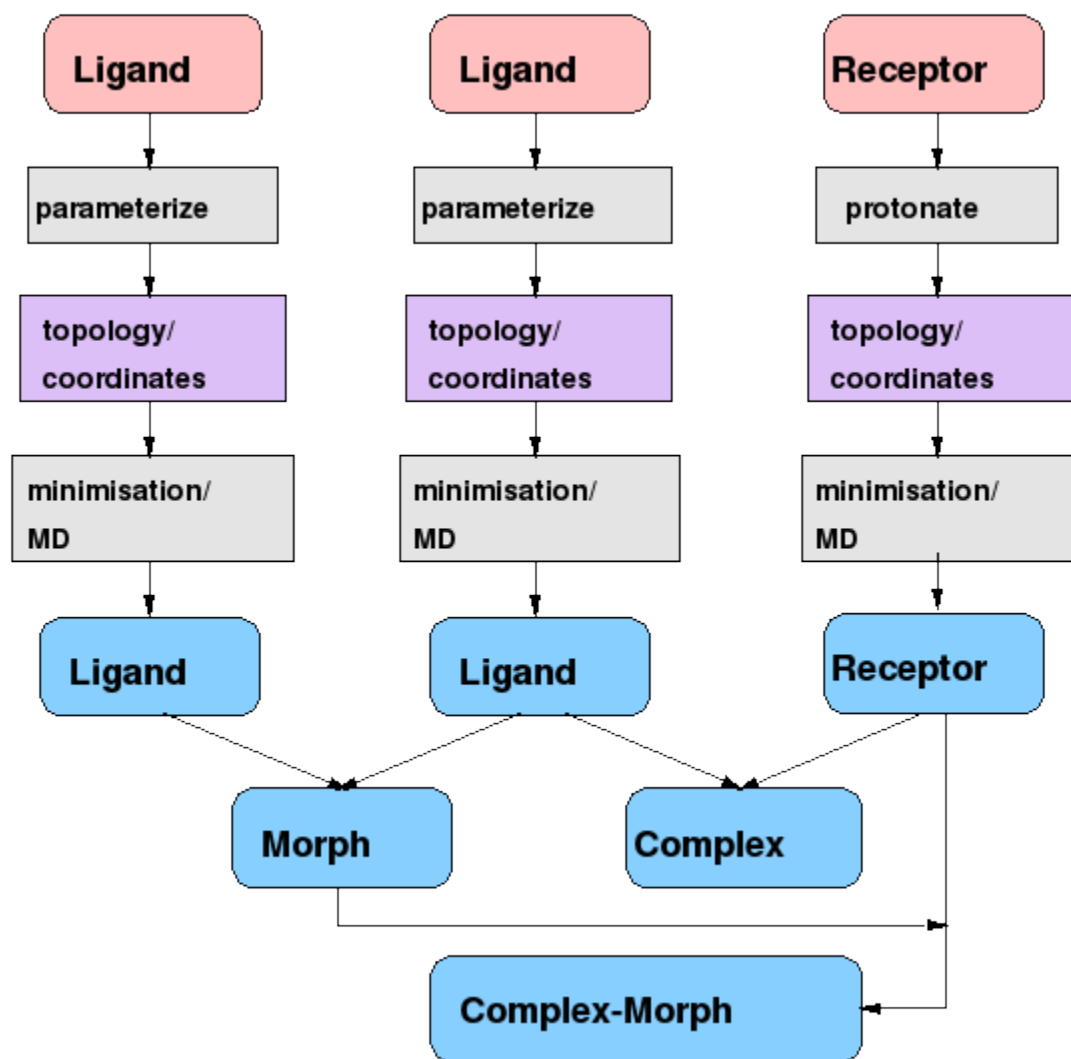 Ligand
Ligand
Receptor
parameterize
parameterize
protonate
topology/
coordinates
topology/
coordinates
topology/
coordinates
minimisation/
MD
minimisation/
MD
minimisation/
MD
Ligand
Ligand
Receptor
Morph
Complex
Complex-Morph